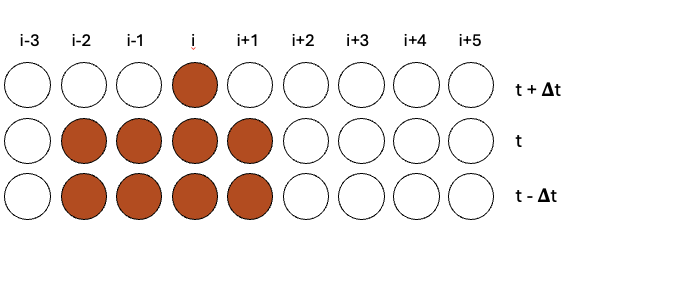 i-3 i-2 i-1 i i+1 i+2 i+3 i+4 i+5
t + Δt
t
t - Δt